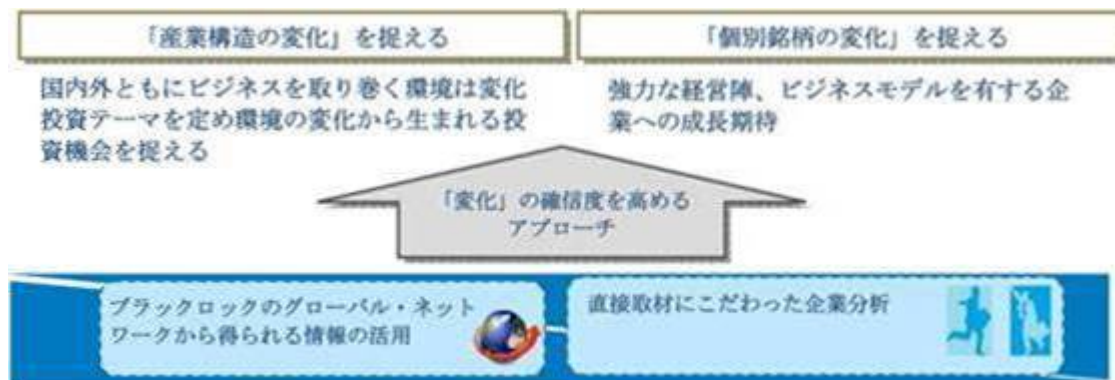 「産業構造の変化」を捉える
国内外ともにビジネスを取り巻く環境は変化
投資テーマを定め環境の変化から生まれる投
資機会を捉える
「個別銘柄の変化」を捉える
強力な経営陣、ビジネスモデルを有する企
業への成長期待
「変化」の確信度を高める
アプローチ
ブラックロックのグローバル・ネット
ワークから得られる情報の活用
直接取材にこだわった企業分析